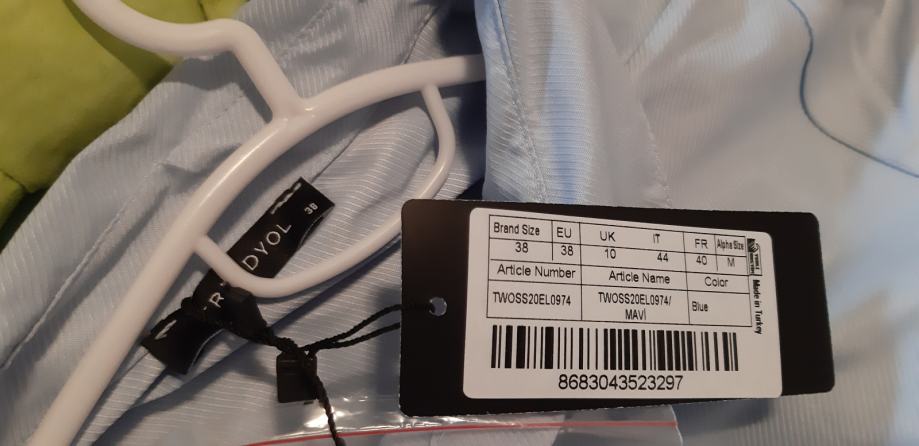 38
DYOL
Brand Size EU UK IT FR Alpha Size
38 38 10 44 40 M
Article Number Article Name Color
TWOSS20EL0974 TWOSS20EL0974/ Blue
MAVİ
Made in Turkey
8683043523297